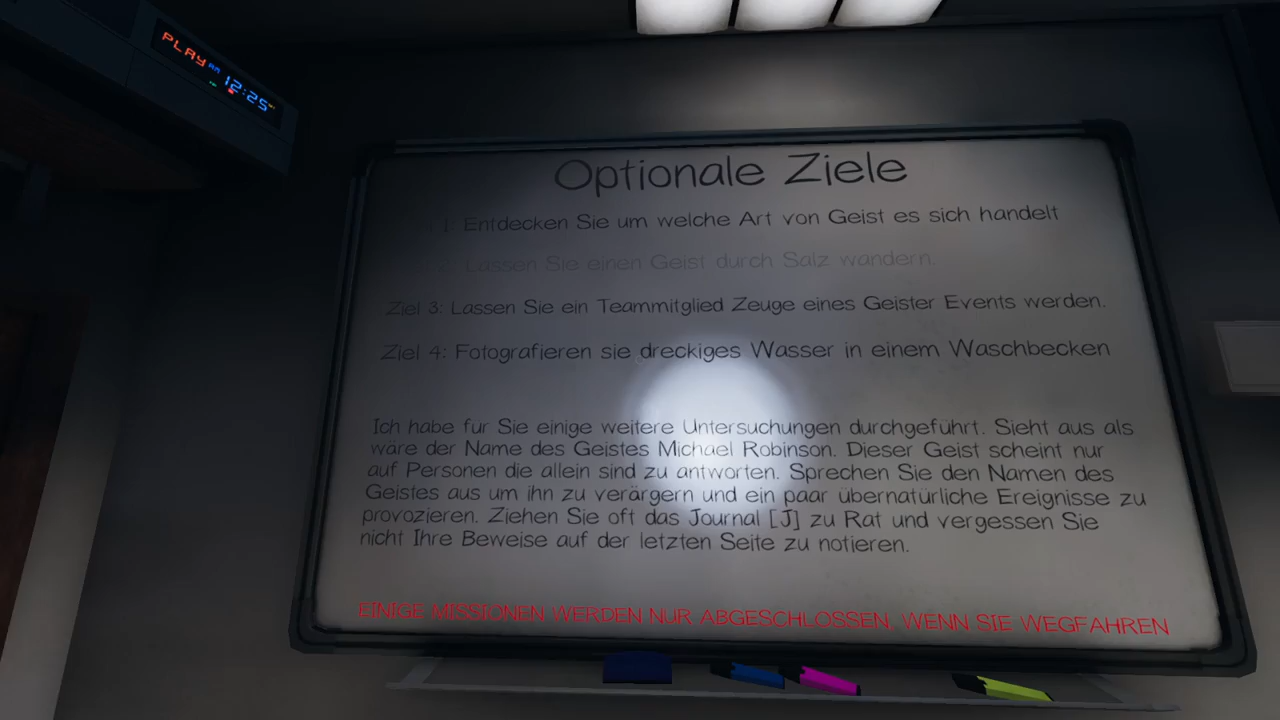 PLAY AM 12:25
Optionale Ziele
1: Entdecken Sie um welche Art von Geist es sich handelt
2: Lassen Sie einen Geist durch Salz wandern.
Ziel 3: Lassen Sie ein Teammitglied Zeuge eines Geister Events werden.
Ziel 4: Fotografieren sie dreckiges Wasser in einem Waschbecken
Ich habe für Sie einige weitere Untersuchungen durchgeführt. Sieht aus als
wäre der Name des Geistes Michael Robinson. Dieser Geist scheint nur
auf Personen die allein sind zu antworten. Sprechen Sie den Namen des
Geistes aus um ihn zu verärgern und ein paar übernatürliche Ereignisse zu
provozieren. Ziehen Sie oft das Journal [J] zu Rat und vergessen Sie
nicht Ihre Beweise auf der letzten Seite zu notieren.
EINIGE MISSIONEN WERDEN NUR ABGESCHLOSSEN, WENN SIE WEGFAHREN